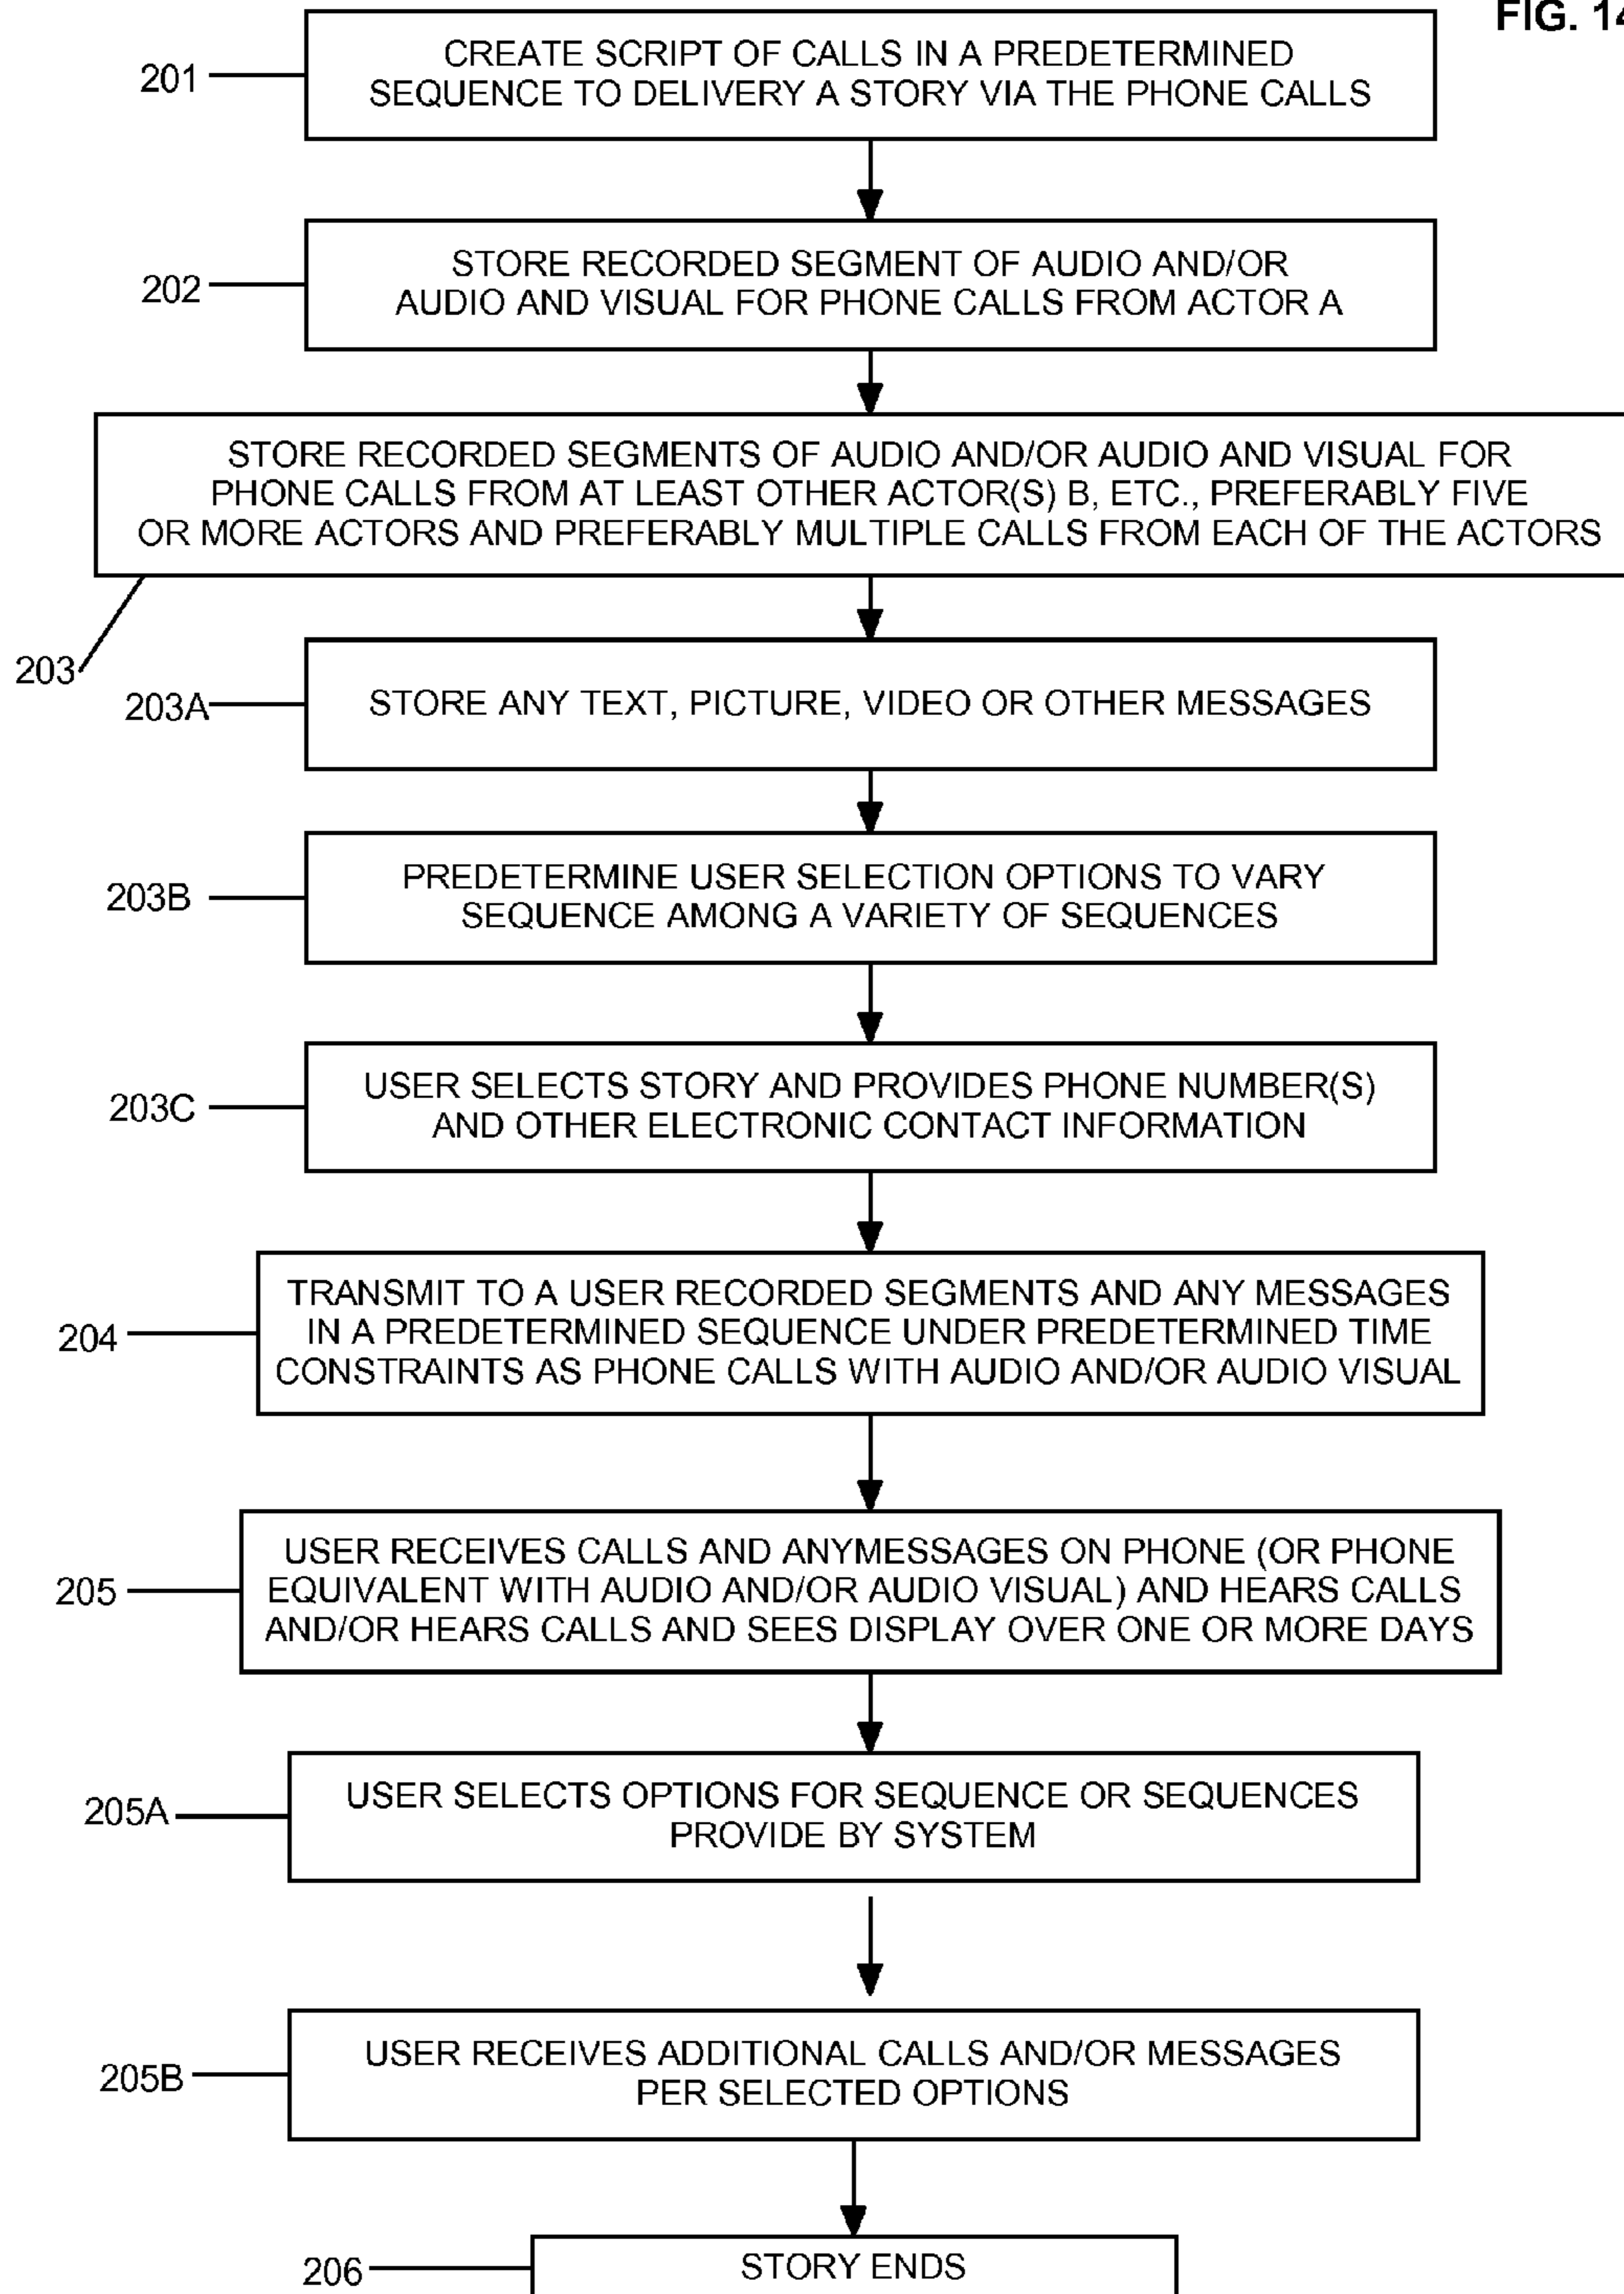 FIG. 14
201
CREATE SCRIPT OF CALLS IN A PREDETERMINED
SEQUENCE TO DELIVERY A STORY VIA THE PHONE CALLS
202
STORE RECORDED SEGMENT OF AUDIO AND/OR
AUDIO AND VISUAL FOR PHONE CALLS FROM ACTOR A
STORE RECORDED SEGMENTS OF AUDIO AND/OR AUDIO AND VISUAL FOR
PHONE CALLS FROM AT LEAST OTHER ACTOR(S) B, ETC., PREFERABLY FIVE
OR MORE ACTORS AND PREFERABLY MULTIPLE CALLS FROM EACH OF THE ACTORS
203
203A
STORE ANY TEXT, PICTURE, VIDEO OR OTHER MESSAGES
203B
PREDETERMINE USER SELECTION OPTIONS TO VARY
SEQUENCE AMONG A VARIETY OF SEQUENCES
203C
USER SELECTS STORY AND PROVIDES PHONE NUMBER(S)
AND OTHER ELECTRONIC CONTACT INFORMATION
204
TRANSMIT TO A USER RECORDED SEGMENTS AND ANY MESSAGES
IN A PREDETERMINED SEQUENCE UNDER PREDETERMINED TIME
CONSTRAINTS AS PHONE CALLS WITH AUDIO AND/OR AUDIO VISUAL
205
USER RECEIVES CALLS AND ANYMESSAGES ON PHONE (OR PHONE
EQUIVALENT WITH AUDIO AND/OR AUDIO VISUAL) AND HEARS CALLS
AND/OR HEARS CALLS AND SEES DISPLAY OVER ONE OR MORE DAYS
205A
USER SELECTS OPTIONS FOR SEQUENCE OR SEQUENCES
PROVIDE BY SYSTEM
205B
USER RECEIVES ADDITIONAL CALLS AND/OR MESSAGES
PER SELECTED OPTIONS
206
STORY ENDS